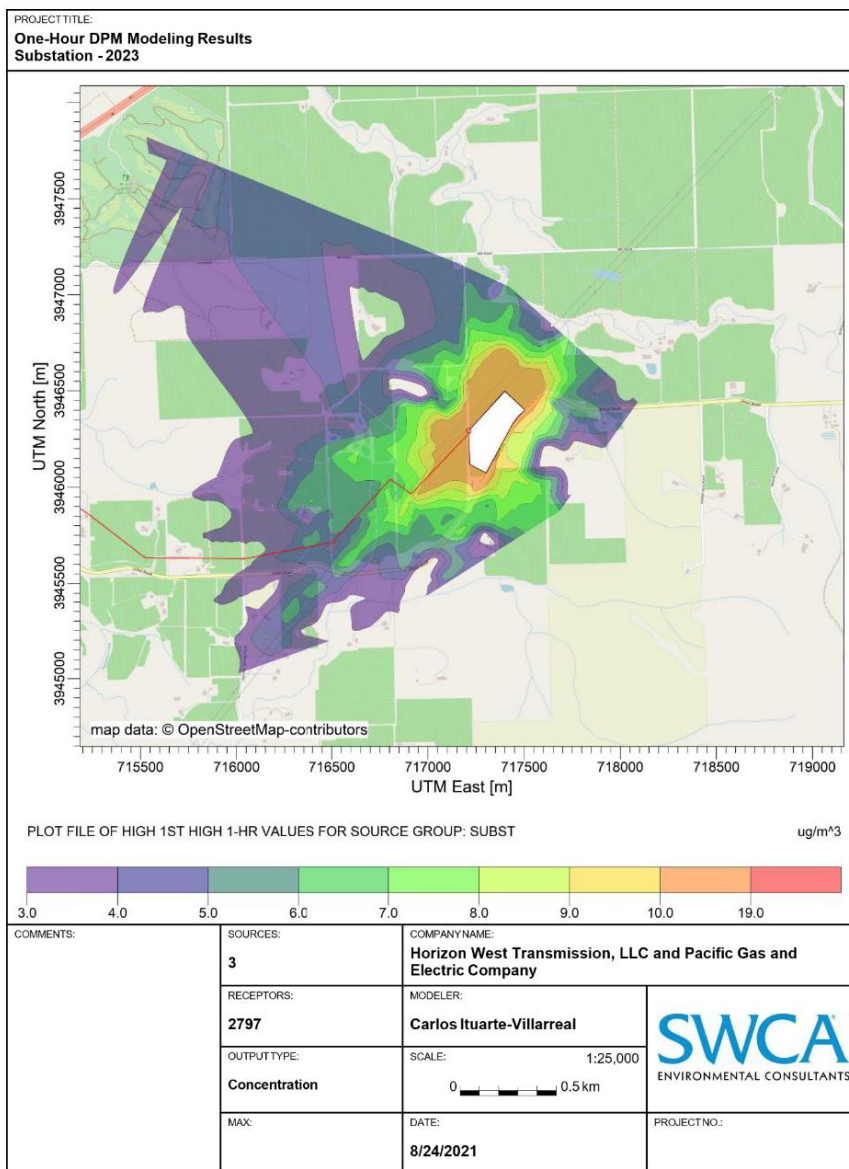 PROJECT TITLE:
One-Hour DPM Modeling Results
Substation - 2023
UTM North [m]
3947500
3947000
3946500
3946000
3945500
3945000
map data: © OpenStreetMap-contributors
715500 716000 716500 717000 717500 718000 718500 719000
UTM East [m]
PLOT FILE OF HIGH 1ST HIGH 1-HR VALUES FOR SOURCE GROUP: SUBST ug/m^3
3.0 4.0 5.0 6.0 7.0 8.0 9.0 10.0 19.0
COMMENTS:
SOURCES:
3
COMPANY NAME:
Horizon West Transmission, LLC and Pacific Gas and
Electric Company
RECEPTORS:
2797
MODELER:
Carlos Ituarte-Villarreal
OUTPUT TYPE:
Concentration
SCALE: 1:25,000
0 0.5 km
SWCA
ENVIRONMENTAL CONSULTANTS
MAX:
DATE:
8/24/2021
PROJECT NO.: